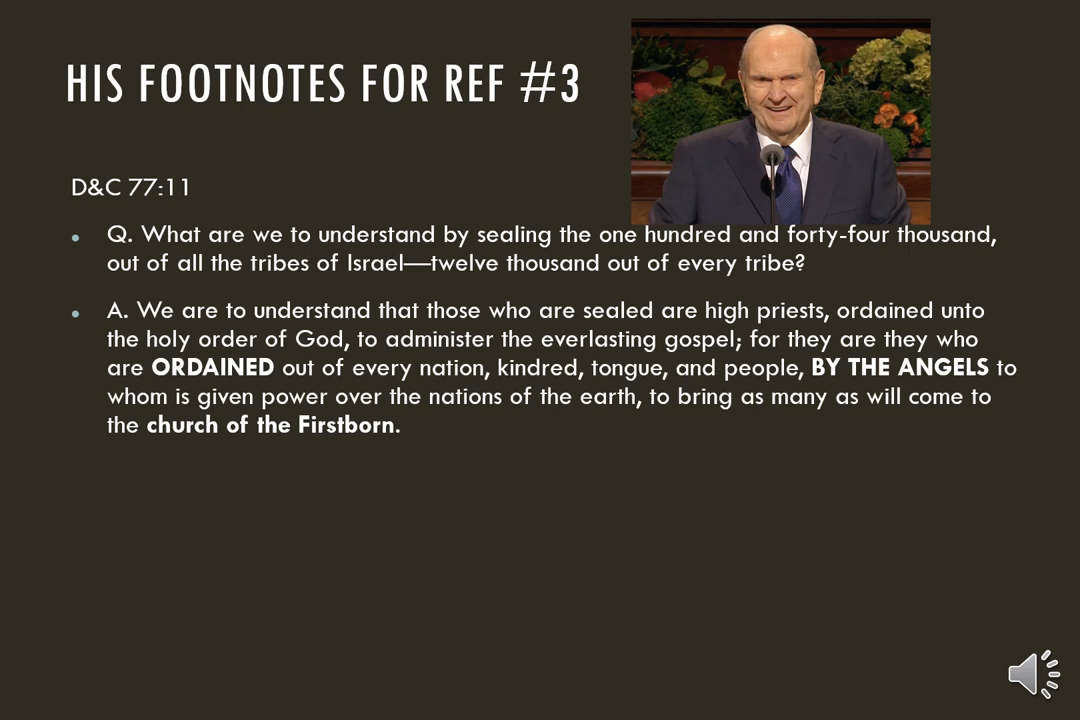 HIS FOOTNOTES FOR REF #3
D&C 77:11
Q. What are we to understand by sealing the one hundred and forty-four thousand,
out of all the tribes of Israel—twelve thousand out of every tribe?
A. We are to understand that those who are sealed are high priests, ordained unto
the holy order of God, to administer the everlasting gospel; for they are they who
are ORDAINED out of every nation, kindred, tongue, and people, BY THE ANGELS to
whom is given power over the nations of the earth, to bring as many as will come to
the church of the Firstborn.